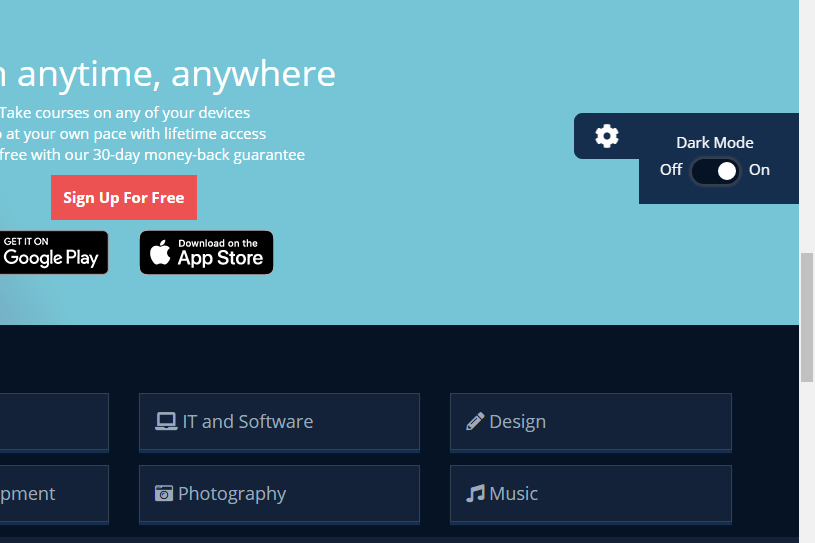 anytime, anywhere
Take courses on any of your devices
at your own pace with lifetime access
free with our 30-day money-back guarantee
Sign Up For Free
GET IT ON
Google Play
Download on the
App Store
Dark Mode
Off On
IT and Software
Design
pment
Photography
Music